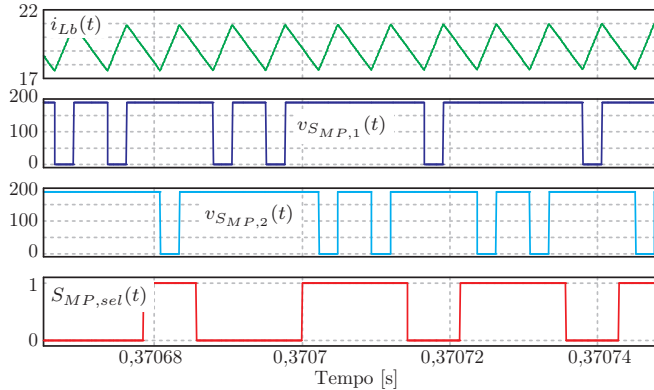 22
i_{Lb}(t)
17
200
v_{S_{MP,1}}(t)
100
0
200
v_{S_{MP,2}}(t)
100
0
1
S_{MP,sel}(t)
0
0,37068 0,3707 0,37072 0,37074
Tempo [s]